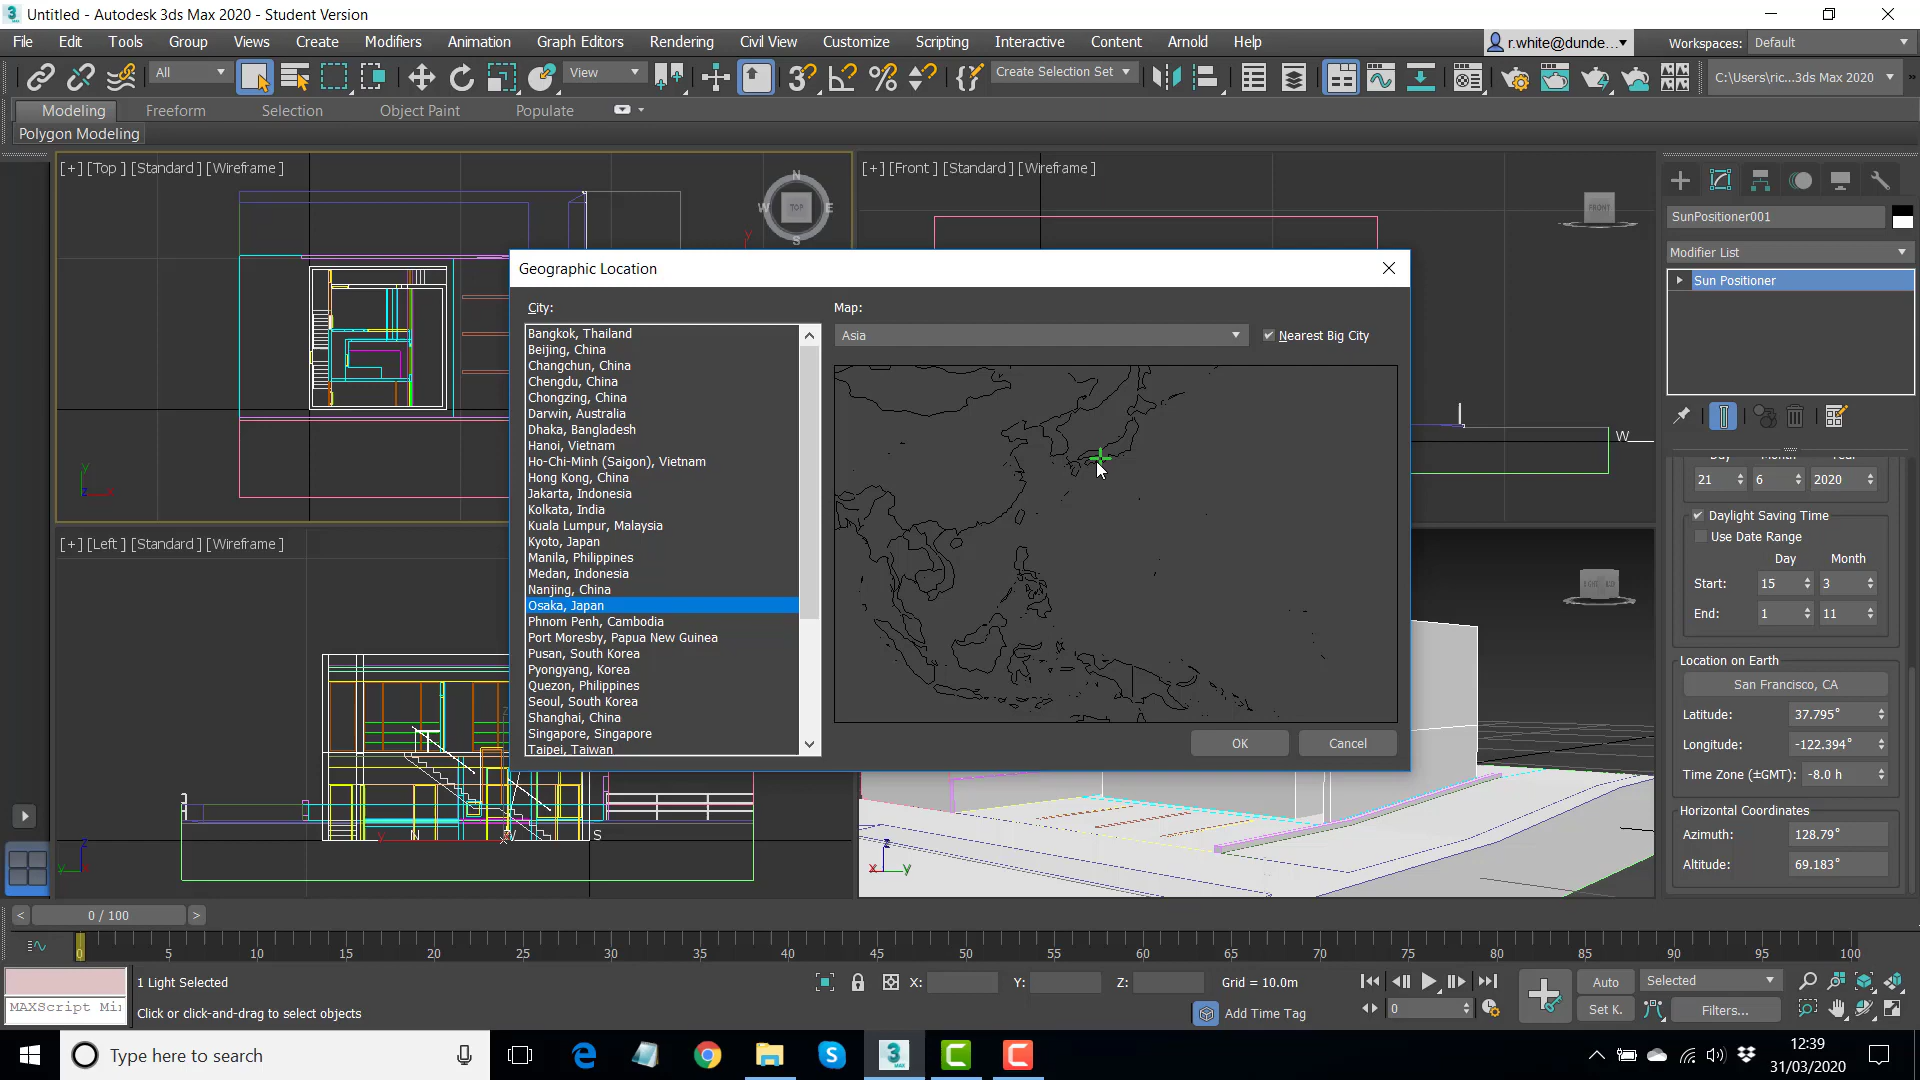 Untitled - Autodesk 3ds Max 2020 - Student Version
File Edit Tools Group Views Create Modifiers Animation Graph Editors Rendering Civil View Customize Scripting Interactive Content Arnold Help
r.white@dunde... Workspaces: Default
All View Create Selection Set C:\Users\ric...3ds Max 2020
Modeling Freeform Selection Object Paint Populate
Polygon Modeling
[+] [Top ] [Standard ] [Wireframe ]
[+] [Front ] [Standard ] [Wireframe ]
N
W TOP E
S
FRONT
SunPositioner001
Modifier List
Sun Positioner
Geographic Location
City:
Map:
Asia
Nearest Big City
Bangkok, Thailand
Beijing, China
Changchun, China
Chengdu, China
Chongzing, China
Darwin, Australia
Dhaka, Bangladesh
Hanoi, Vietnam
Ho-Chi-Minh (Saigon), Vietnam
Hong Kong, China
Jakarta, Indonesia
Kolkata, India
Kuala Lumpur, Malaysia
Kyoto, Japan
Manila, Philippines
Medan, Indonesia
Nanjing, China
Osaka, Japan
Phnom Penh, Cambodia
Port Moresby, Papua New Guinea
Pusan, South Korea
Pyongyang, Korea
Quezon, Philippines
Seoul, South Korea
Shanghai, China
Singapore, Singapore
Taipei, Taiwan
OK Cancel
W
[+] [Left ] [Standard ] [Wireframe ]
N W S
Day Month Year
21 6 2020
Daylight Saving Time
Use Date Range
Day Month
Start: 15 3
End: 1 11
Location on Earth
San Francisco, CA
Latitude: 37.795°
Longitude: -122.394°
Time Zone (±GMT): -8.0 h
Horizontal Coordinates
Azimuth: 128.79°
Altitude: 69.183°
< 0 / 100 >
0 5 10 15 20 25 30 35 40 45 50 55 60 65 70 75 80 85 90 95 100
1 Light Selected
X: Y: Z: Grid = 10.0m
Auto Selected
MAXScript Mi
Click or click-and-drag to select objects
Add Time Tag
0
Set K. Filters...
Type here to search
12:39
31/03/2020